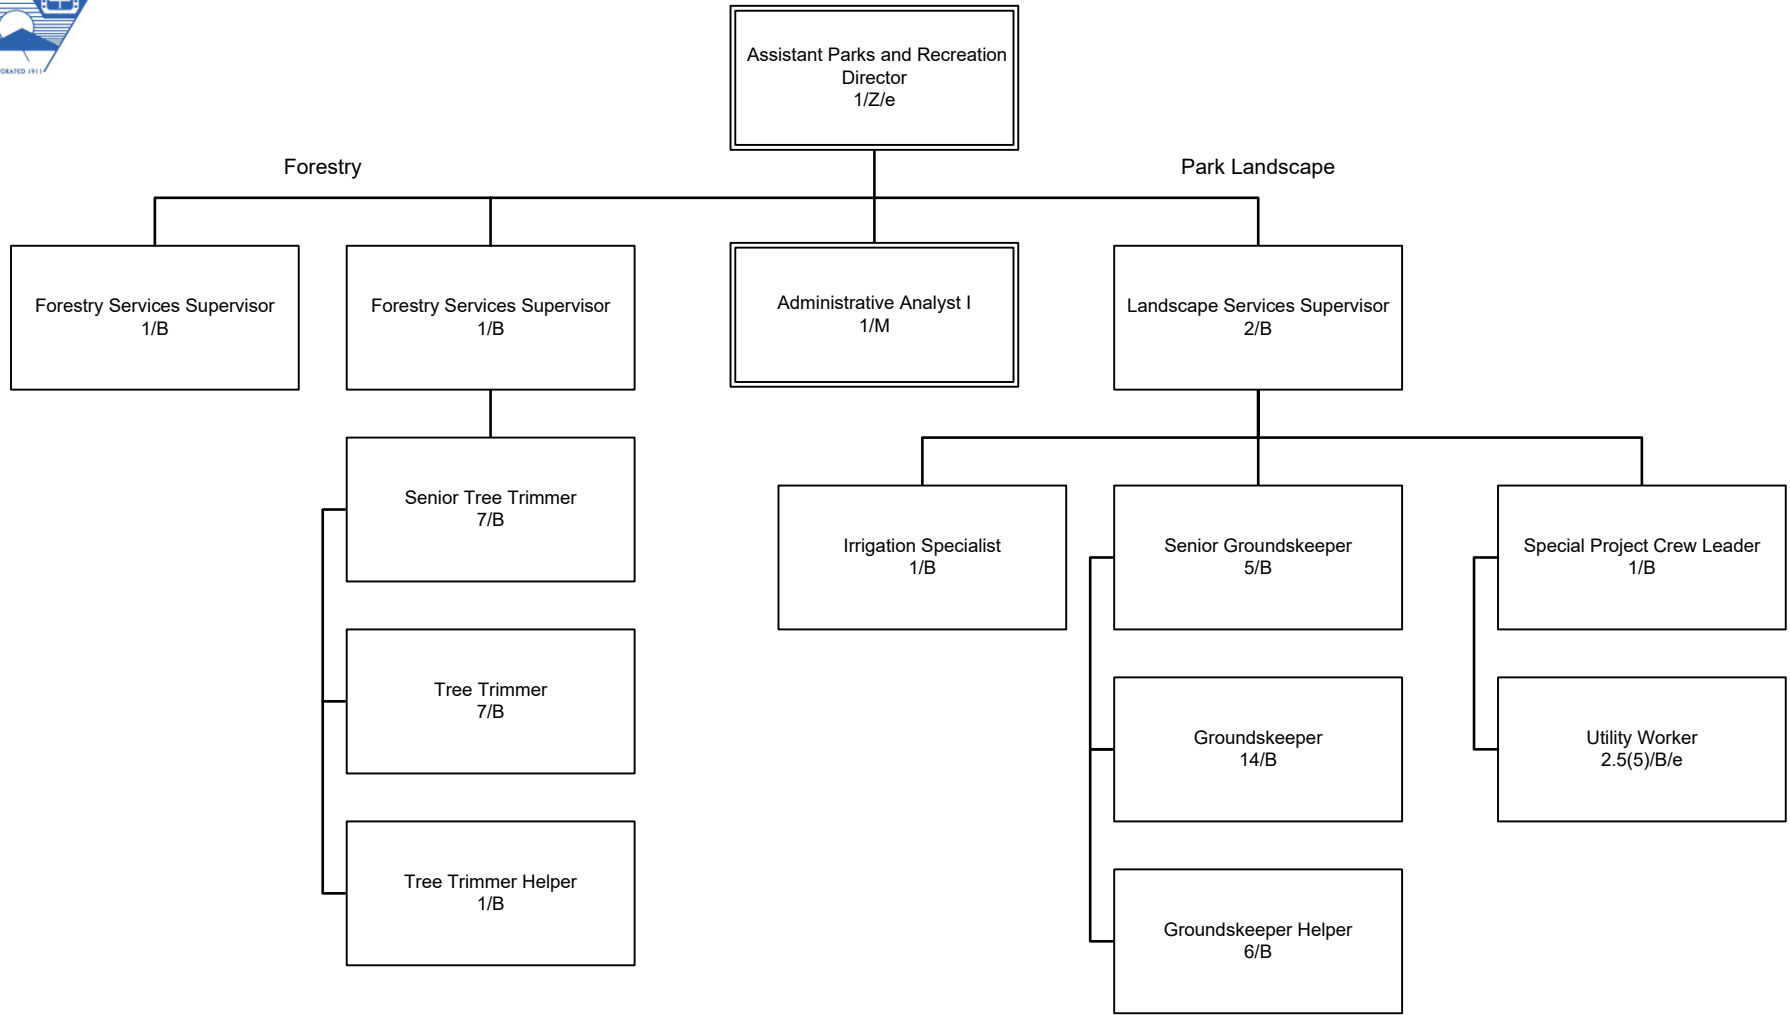 ORATED 1911
Assistant Parks and Recreation
Director
1/Z/e
Forestry
Park Landscape
Forestry Services Supervisor
1/B
Forestry Services Supervisor
1/B
Administrative Analyst I
1/M
Landscape Services Supervisor
2/B
Senior Tree Trimmer
7/B
Irrigation Specialist
1/B
Senior Groundskeeper
5/B
Special Project Crew Leader
1/B
Tree Trimmer
7/B
Groundskeeper
14/B
Utility Worker
2.5(5)/B/e
Tree Trimmer Helper
1/B
Groundskeeper Helper
6/B